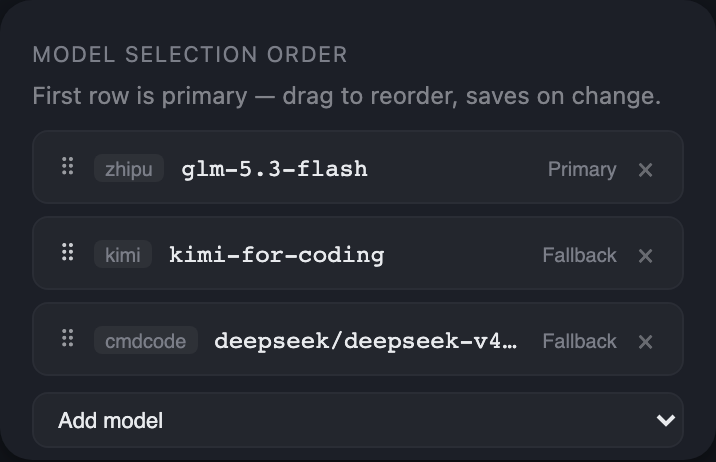 MODEL SELECTION ORDER
First row is primary — drag to reorder, saves on change.
zhipu glm-5.3-flash Primary ×
kimi kimi-for-coding Fallback ×
cmdcode deepseek/deepseek-v4… Fallback ×
Add model